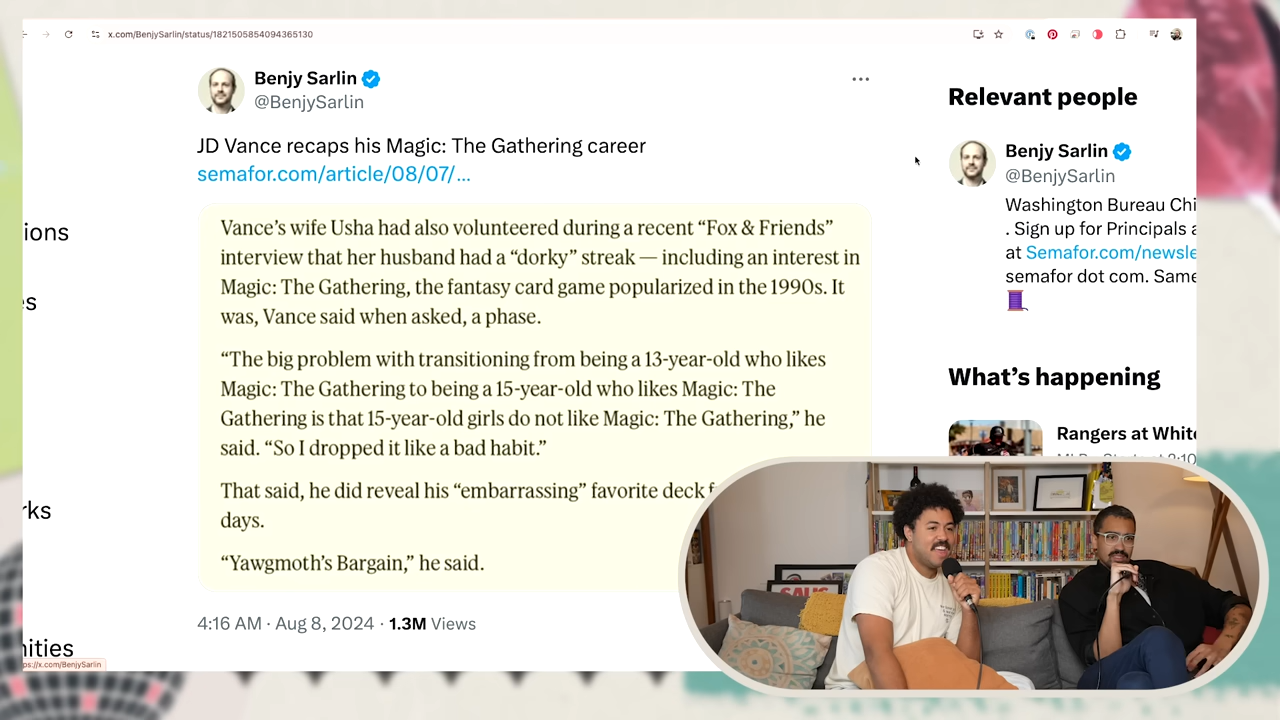 x.com/BenjySarlin/status/1821505854094365130
Benjy Sarlin
@BenjySarlin
JD Vance recaps his Magic: The Gathering career
semafor.com/article/08/07/...
Vance's wife Usha had also volunteered during a recent “Fox & Friends”
interview that her husband had a “dorky” streak — including an interest in
Magic: The Gathering, the fantasy card game popularized in the 1990s. It
was, Vance said when asked, a phase.
“The big problem with transitioning from being a 13-year-old who likes
Magic: The Gathering to being a 15-year-old who likes Magic: The
Gathering is that 15-year-old girls do not like Magic: The Gathering,” he
said. “So I dropped it like a bad habit.”
That said, he did reveal his “embarrassing” favorite deck f
days.
“Yawgmoth’s Bargain,” he said.
4:16 AM · Aug 8, 2024 · 1.3M Views
ions
es
rks
nities
ps://x.com/BenjySarlin
Relevant people
Benjy Sarlin
@BenjySarlin
Washington Bureau Chi
. Sign up for Principals a
at Semafor.com/newsle
semafor dot com. Same
What’s happening
Rangers at White